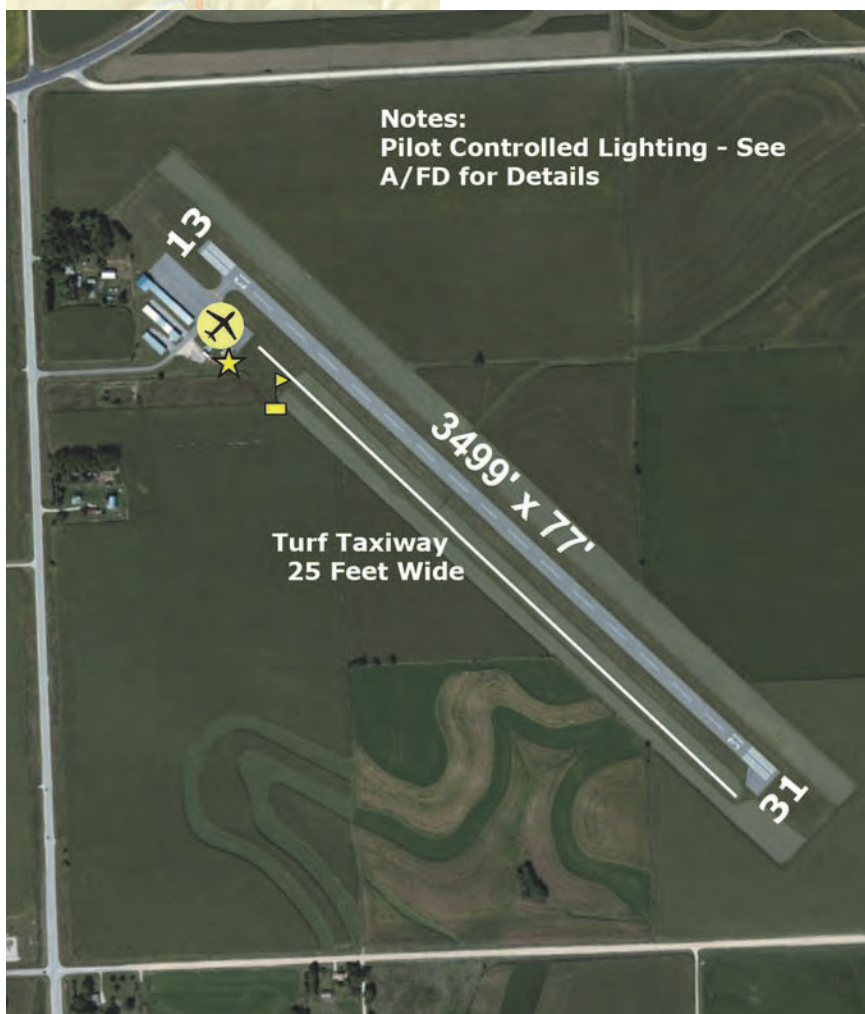 Notes:
Pilot Controlled Lighting - See
A/FD for Details
13
3499' x 77'
Turf Taxiway
25 Feet Wide
31